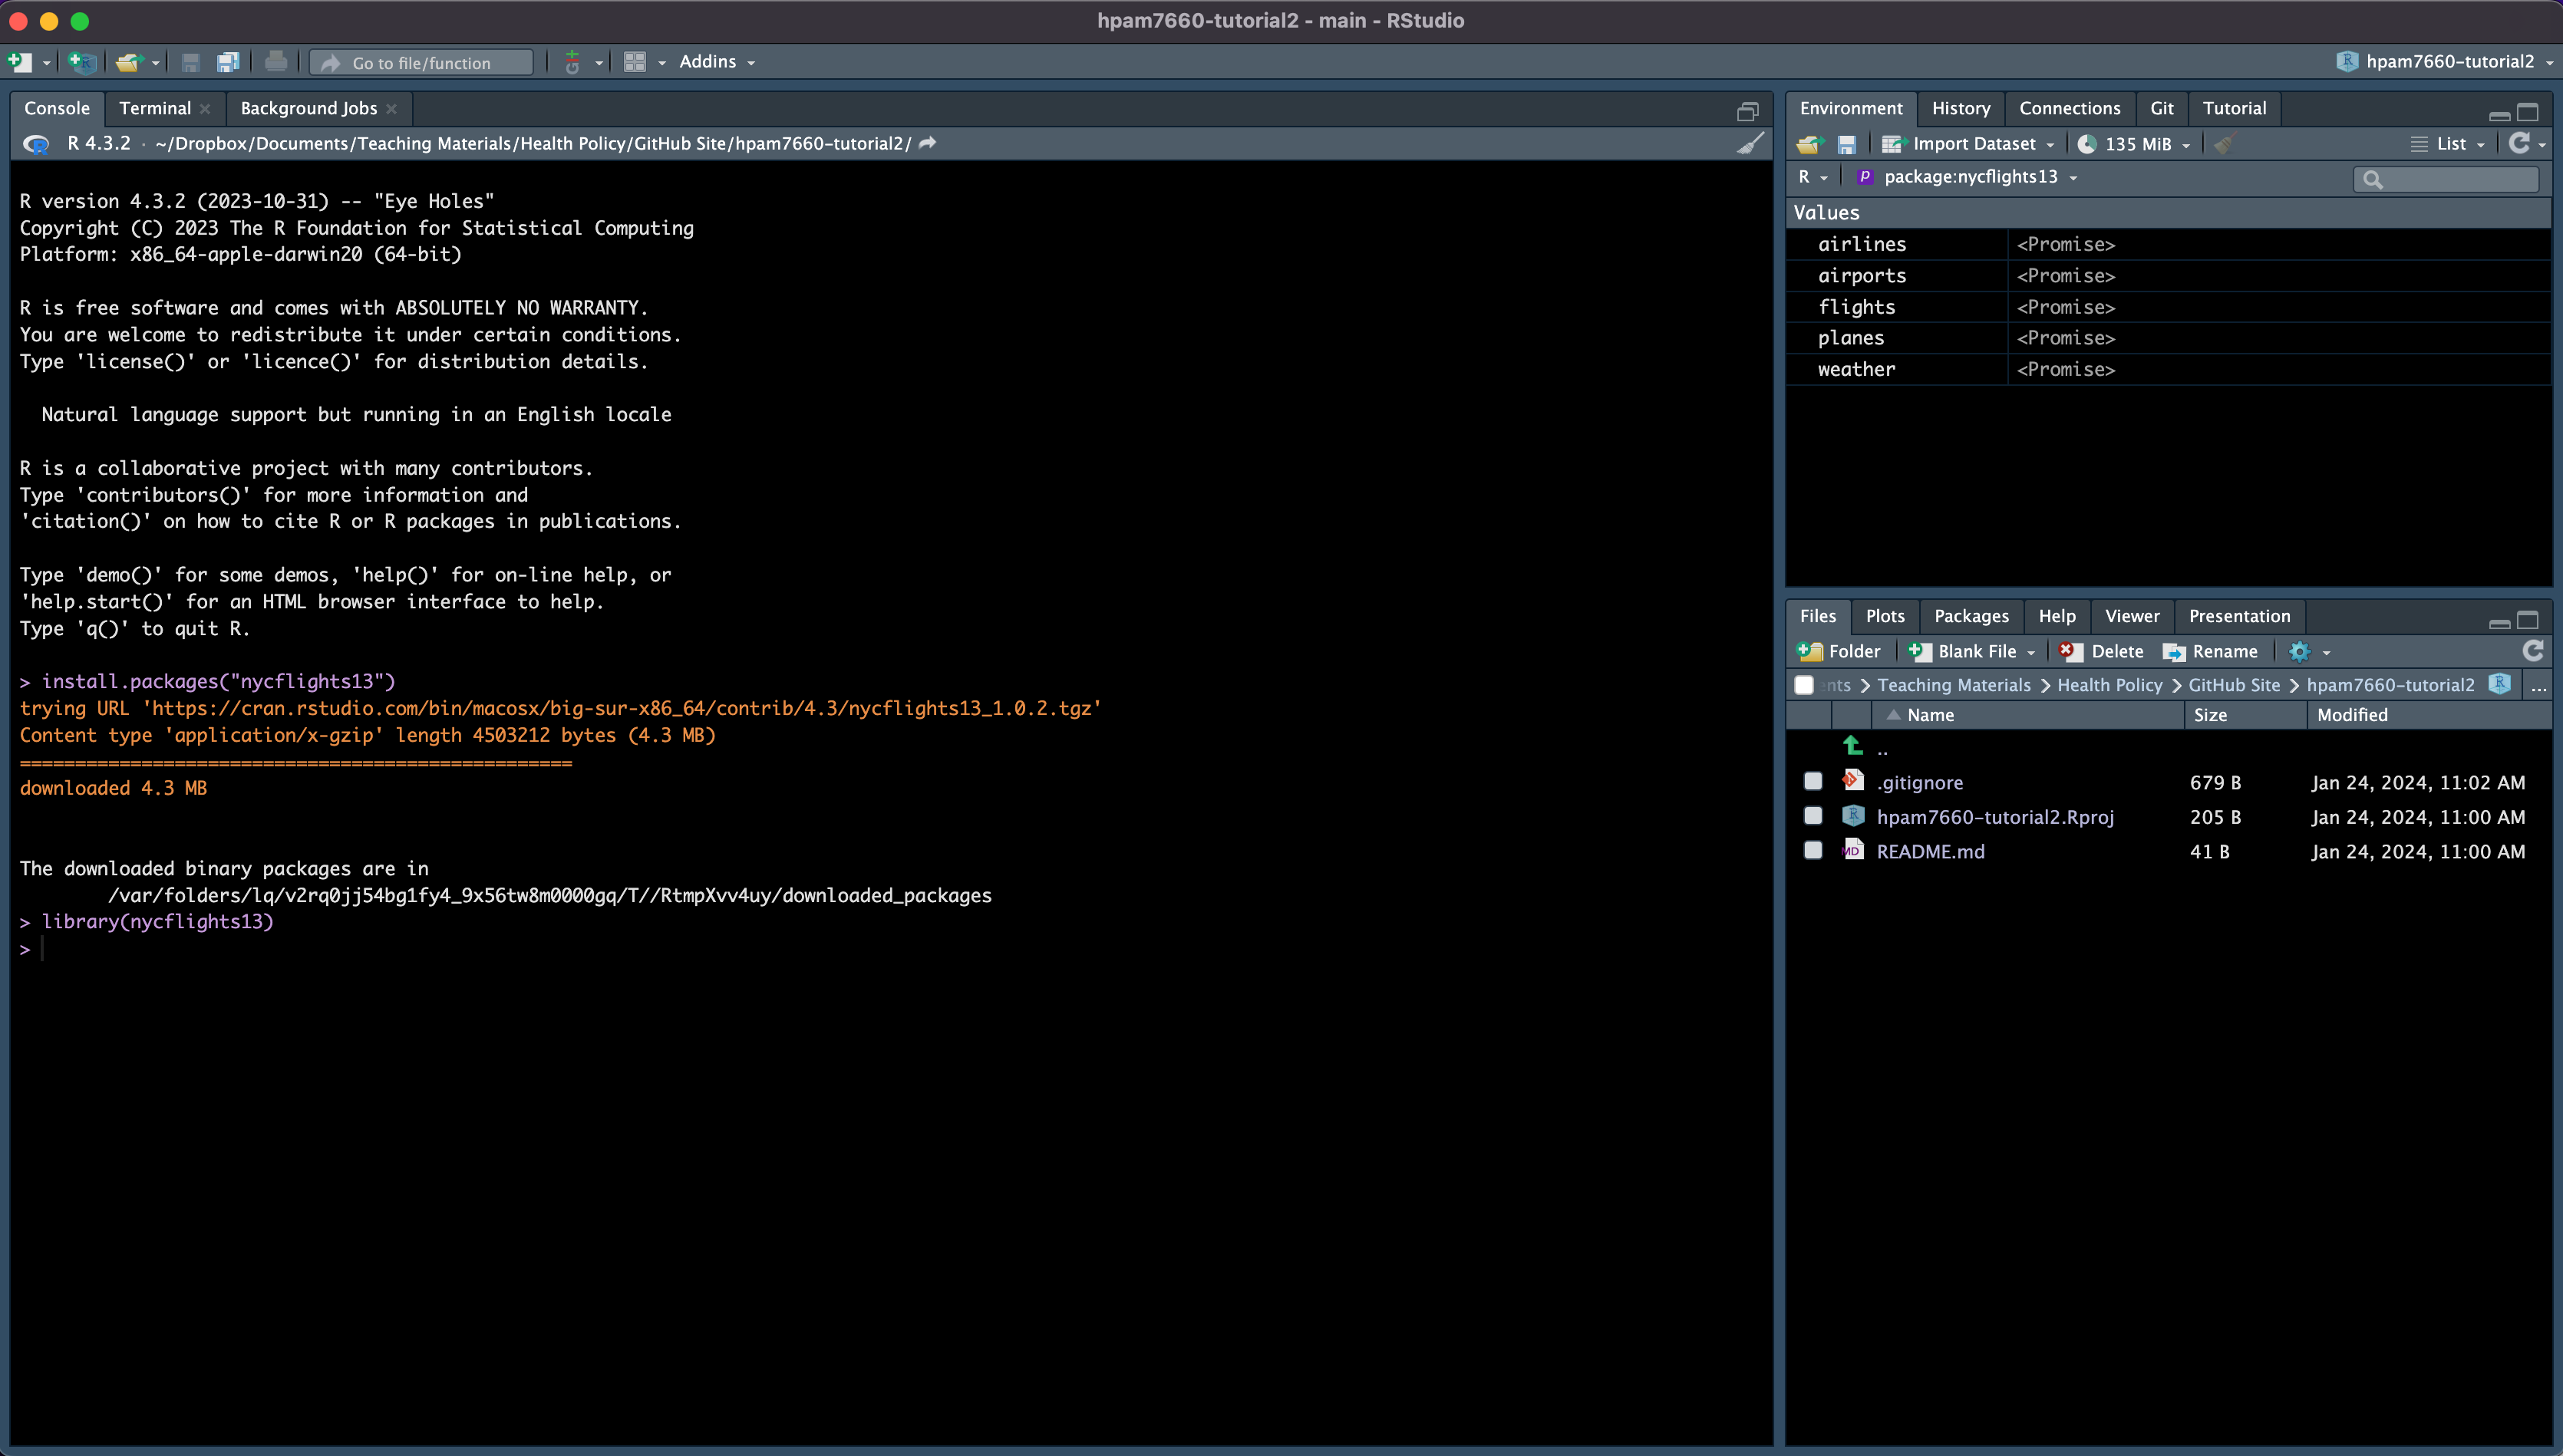 hpam7660-tutorial2 - main - RStudio
Go to file/function
Addins
hpam7660-tutorial2
Console Terminal Background Jobs
R 4.3.2 · ~/Dropbox/Documents/Teaching Materials/Health Policy/GitHub Site/hpam7660-tutorial2/
R version 4.3.2 (2023-10-31) -- "Eye Holes"
Copyright (C) 2023 The R Foundation for Statistical Computing
Platform: x86_64-apple-darwin20 (64-bit)
R is free software and comes with ABSOLUTELY NO WARRANTY.
You are welcome to redistribute it under certain conditions.
Type 'license()' or 'licence()' for distribution details.
Natural language support but running in an English locale
R is a collaborative project with many contributors.
Type 'contributors()' for more information and
'citation()' on how to cite R or R packages in publications.
Type 'demo()' for some demos, 'help()' for on-line help, or
'help.start()' for an HTML browser interface to help.
Type 'q()' to quit R.
> install.packages("nycflights13")
trying URL 'https://cran.rstudio.com/bin/macosx/big-sur-x86_64/contrib/4.3/nycflights13_1.0.2.tgz'
Content type 'application/x-gzip' length 4503212 bytes (4.3 MB)
==================================================
downloaded 4.3 MB
The downloaded binary packages are in
/var/folders/lq/v2rq0jj54bg1fy4_9x56tw8m0000gq/T//RtmpXvv4uy/downloaded_packages
> library(nycflights13)
>
Environment History Connections Git Tutorial
Import Dataset 135 MiB List
R package:nycflights13
Values
airlines <Promise>
airports <Promise>
flights <Promise>
planes <Promise>
weather <Promise>
Files Plots Packages Help Viewer Presentation
Folder Blank File Delete Rename
ents > Teaching Materials > Health Policy > GitHub Site > hpam7660-tutorial2 ...
Name Size Modified
..
.gitignore 679 B Jan 24, 2024, 11:02 AM
hpam7660-tutorial2.Rproj 205 B Jan 24, 2024, 11:00 AM
README.md 41 B Jan 24, 2024, 11:00 AM